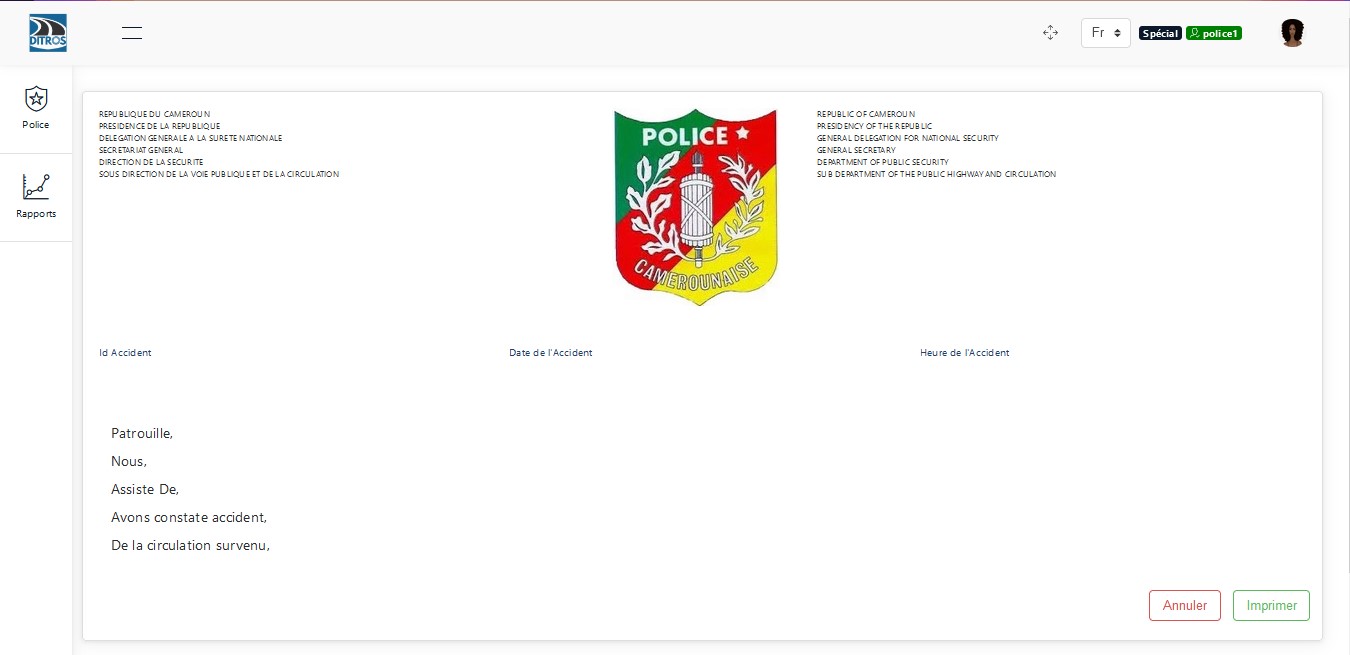 DITROS
Fr
Spécial
police1
Police
Rapports
REPUBLIQUE DU CAMEROUN
PRESIDENCE DE LA REPUBLIQUE
DELEGATION GENERALE A LA SURETE NATIONALE
SECRETARIAT GENERAL
DIRECTION DE LA SECURITE
SOUS DIRECTION DE LA VOIE PUBLIQUE ET DE LA CIRCULATION
POLICE
CAMEROUNAISE
REPUBLIC OF CAMEROUN
PRESIDENCY OF THE REPUBLIC
GENERAL DELEGATION FOR NATIONAL SECURITY
GENERAL SECRETARY
DEPARTMENT OF PUBLIC SECURITY
SUB DEPARTMENT OF THE PUBLIC HIGHWAY AND CIRCULATION
Id Accident
Date de l'Accident
Heure de l'Accident
Patrouille,
Nous,
Assiste De,
Avons constate accident,
De la circulation survenu,
Annuler
Imprimer